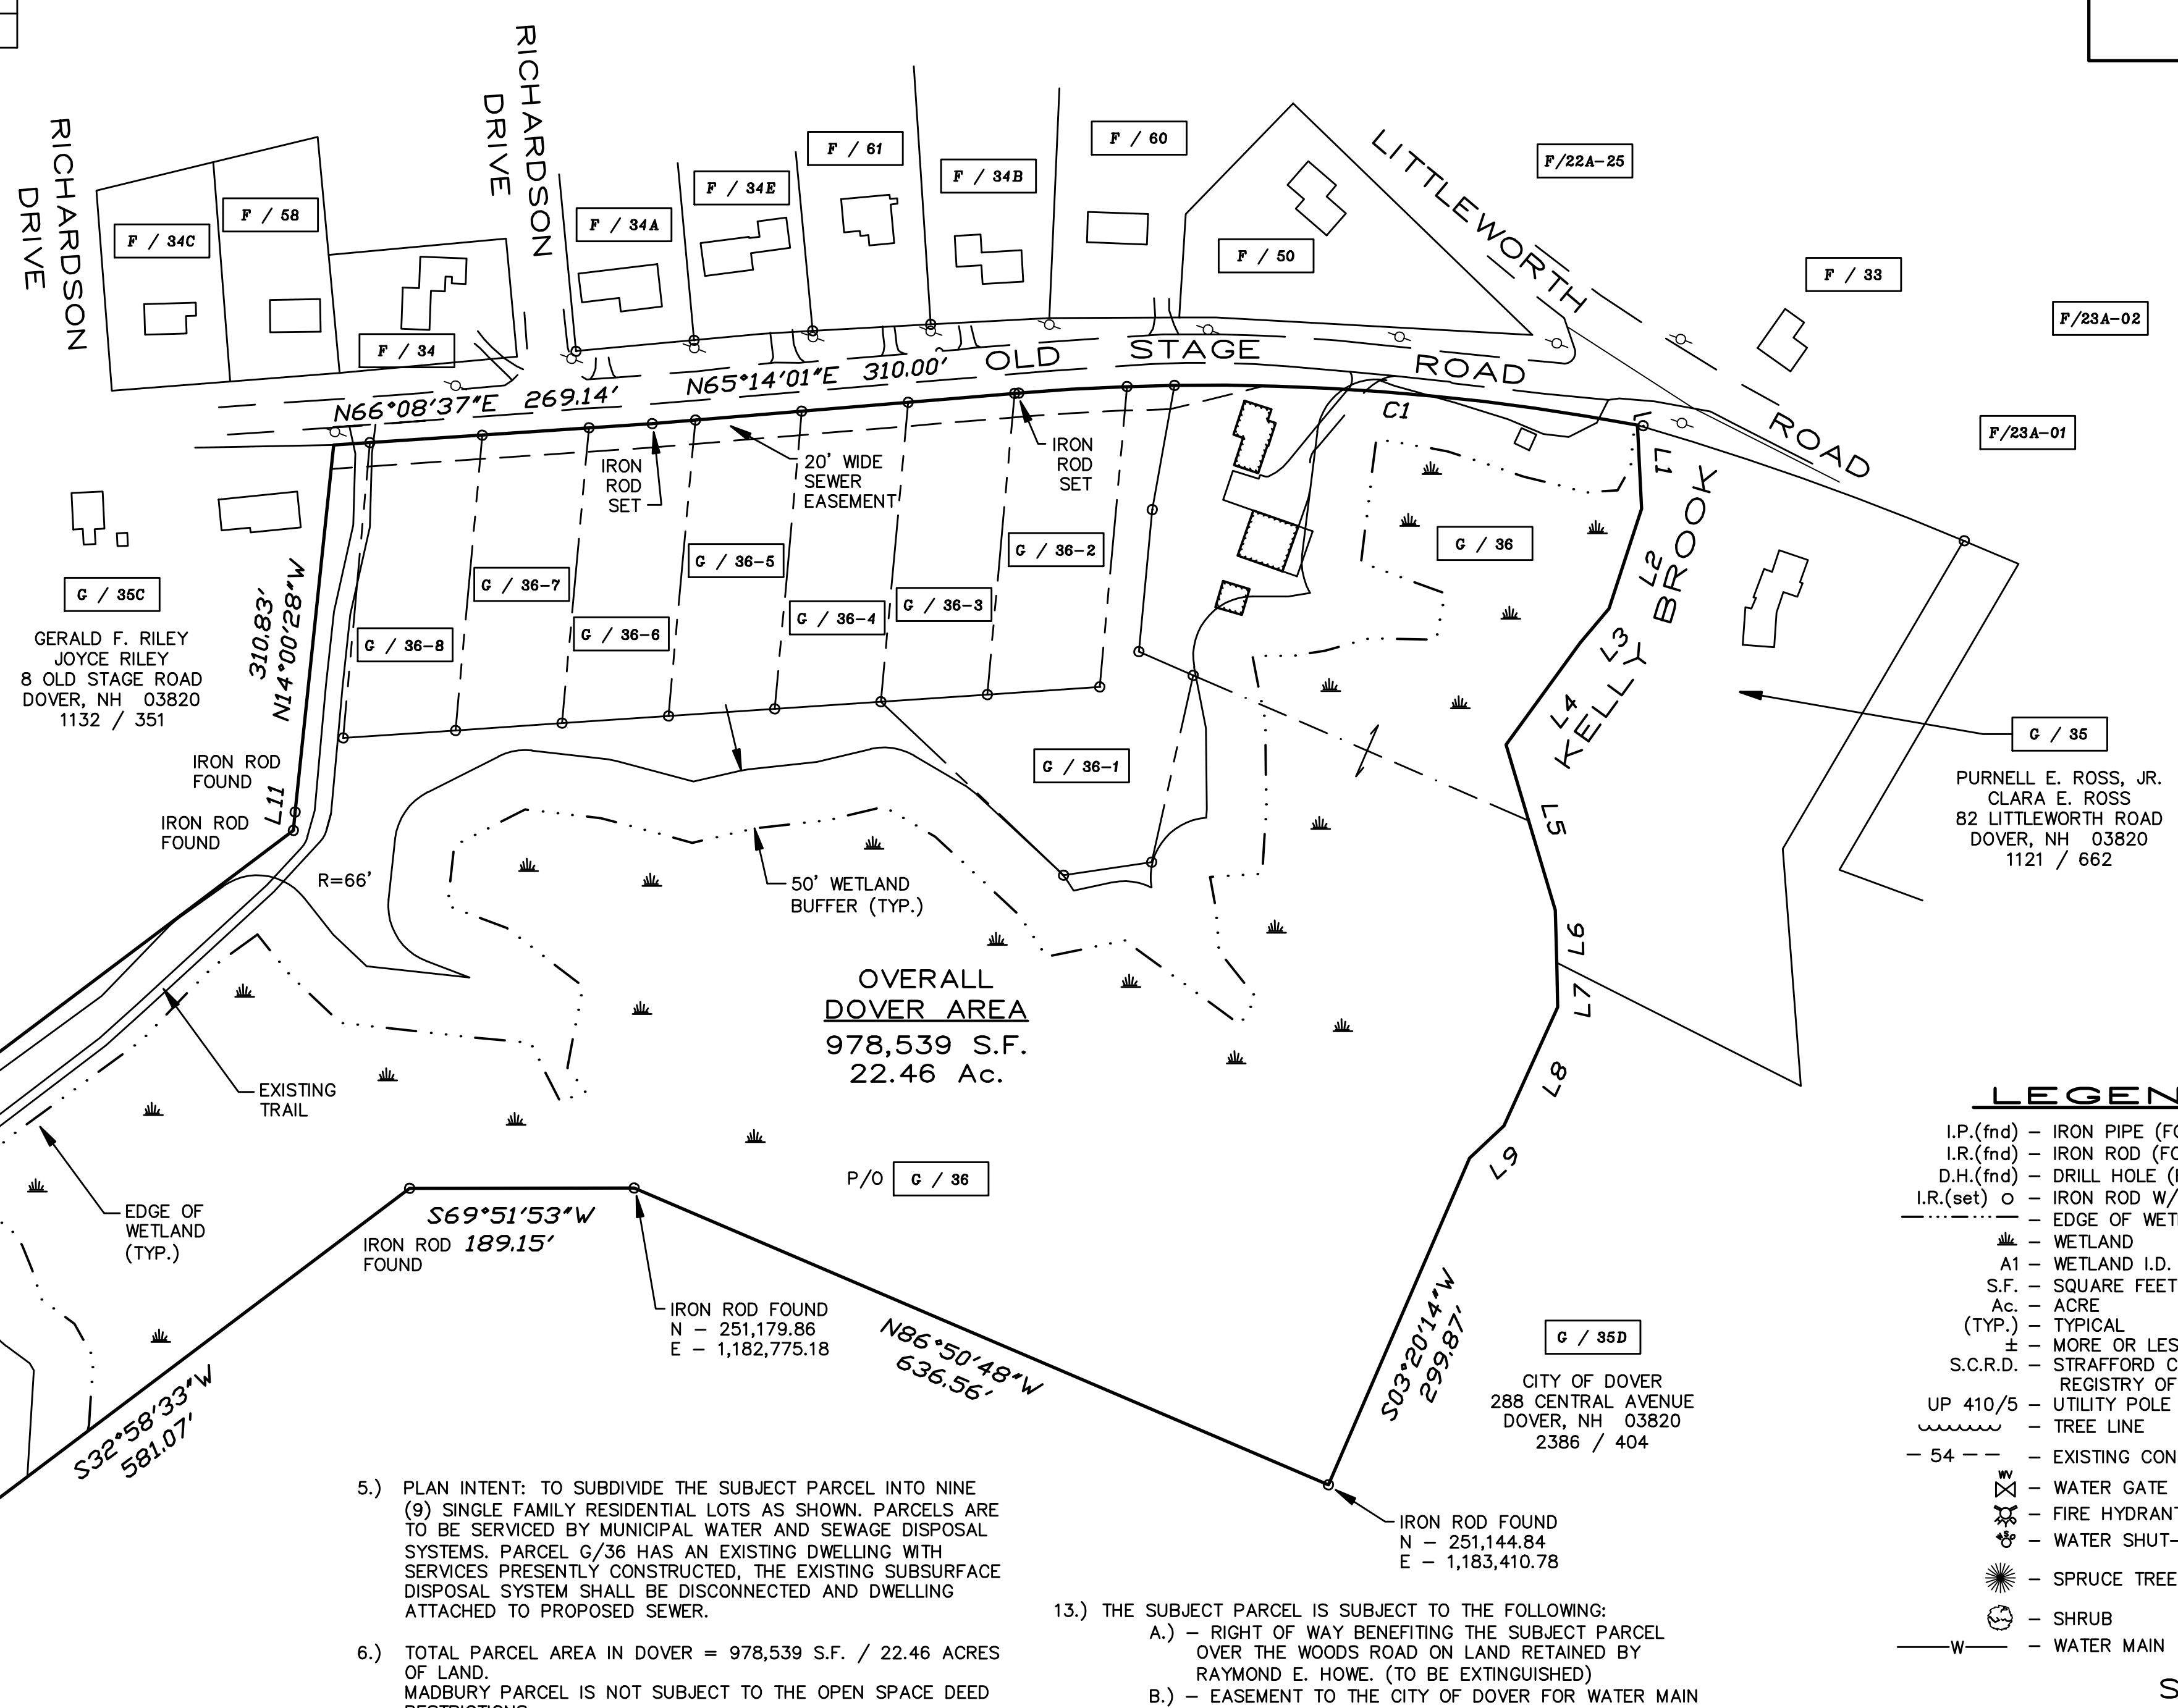 RICHARDSON
DRIVE
RICHARDSON
DRIVE
F / 34C
F / 58
F / 34
F / 34A
F / 34E
F / 61
F / 34B
F / 60
F / 50
F/22A-25
F / 33
F/23A-02
F/23A-01
LITTLEWORTH
ROAD
OLD STAGE ROAD
N66°08'37"E 269.14'
N65°14'01"E 310.00'
C1
IRON
ROD
SET
20' WIDE
SEWER
EASEMENT
IRON
ROD
SET
L1
L2
L3
L4
L5
L6
L7
L8
L9
L11
KELLY BROOK
G / 36
G / 36-2
G / 36-5
G / 36-7
G / 36-3
G / 36-4
G / 36-6
G / 36-8
G / 36-1
G / 35C
GERALD F. RILEY
JOYCE RILEY
8 OLD STAGE ROAD
DOVER, NH 03820
1132 / 351
310.83'
N14°00'28"W
IRON ROD
FOUND
IRON ROD
FOUND
R=66'
50' WETLAND
BUFFER (TYP.)
G / 35
PURNELL E. ROSS, JR.
CLARA E. ROSS
82 LITTLEWORTH ROAD
DOVER, NH 03820
1121 / 662
OVERALL
DOVER AREA
978,539 S.F.
22.46 Ac.
EXISTING
TRAIL
EDGE OF
WETLAND
(TYP.)
P/O G / 36
S69°51'53"W
189.15'
IRON ROD
FOUND
IRON ROD FOUND
N - 251,179.86
E - 1,182,775.18
N86°50'48"W
636.56'
S03°20'14"W
299.87'
S32°58'33"W
581.07'
G / 35D
CITY OF DOVER
288 CENTRAL AVENUE
DOVER, NH 03820
2386 / 404
IRON ROD FOUND
N - 251,144.84
E - 1,183,410.78
LEGEN
I.P.(fnd) - IRON PIPE (FO
I.R.(fnd) - IRON ROD (FO
D.H.(fnd) - DRILL HOLE (
I.R.(set) - IRON ROD W/
- EDGE OF WET
- WETLAND
A1 - WETLAND I.D.
S.F. - SQUARE FEET
Ac. - ACRE
(TYP.) - TYPICAL
± - MORE OR LES
S.C.R.D. - STRAFFORD C
REGISTRY OF
UP 410/5 - UTILITY POLE
- TREE LINE
- 54 - - - EXISTING CON
WV - WATER GATE
- FIRE HYDRANT
- WATER SHUT-
- SPRUCE TREE
- SHRUB
W - WATER MAIN
S
5.) PLAN INTENT: TO SUBDIVIDE THE SUBJECT PARCEL INTO NINE
(9) SINGLE FAMILY RESIDENTIAL LOTS AS SHOWN. PARCELS ARE
TO BE SERVICED BY MUNICIPAL WATER AND SEWAGE DISPOSAL
SYSTEMS. PARCEL G/36 HAS AN EXISTING DWELLING WITH
SERVICES PRESENTLY CONSTRUCTED, THE EXISTING SUBSURFACE
DISPOSAL SYSTEM SHALL BE DISCONNECTED AND DWELLING
ATTACHED TO PROPOSED SEWER.
6.) TOTAL PARCEL AREA IN DOVER = 978,539 S.F. / 22.46 ACRES
OF LAND.
MADBURY PARCEL IS NOT SUBJECT TO THE OPEN SPACE DEED
13.) THE SUBJECT PARCEL IS SUBJECT TO THE FOLLOWING:
A.) - RIGHT OF WAY BENEFITING THE SUBJECT PARCEL
OVER THE WOODS ROAD ON LAND RETAINED BY
RAYMOND E. HOWE. (TO BE EXTINGUISHED)
B.) - EASEMENT TO THE CITY OF DOVER FOR WATER MAIN